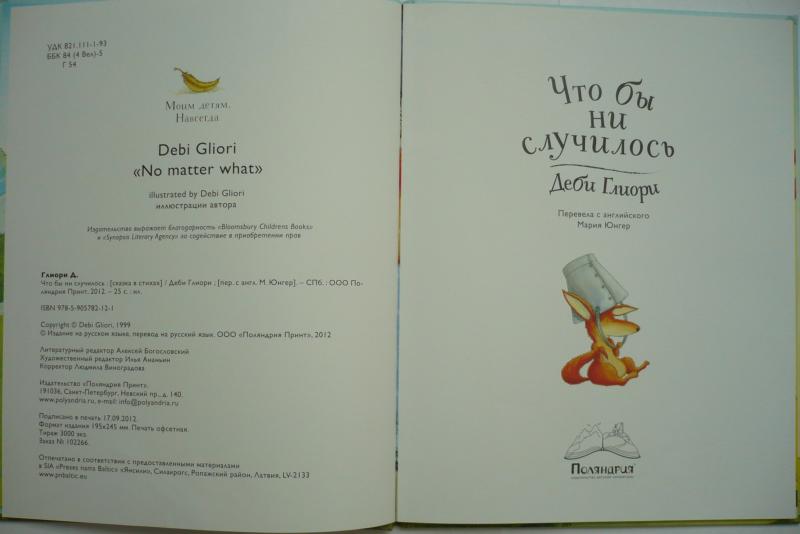 УДК 821.111-1-93
ББК 84 (4 Вел)-5
Г 54
Моим детям.
Навсегда
Debi Gliori
«No matter what»
illustrated by Debi Gliori
иллюстрации автора
Издательство выражает благодарность «Bloomsbury Childrens Books»
и «Synopsis Literary Agency» за содействие в приобретении прав
Глиори Д.
Что бы ни случилось : [сказка в стихах] / Деби Глиори ; [пер. с англ. М. Юнгер]. – СПб. : ООО По-
ляндрия Принт. 2012. – 25 с. : ил.
ISBN 978-5-905782-12-1
Copyright © Debi Gliori, 1999
© Издание на русском языке, перевод на русский язык. ООО «Поляндрия Принт», 2012
Литературный редактор Алексей Богословский
Художественный редактор Илья Ананьин
Корректор Людмила Виноградова
Издательство «Поляндрия Принт».
191036, Санкт-Петербург, Невский пр., д. 140.
www.polyandria.ru, e-mail: info@polyandria.ru
Подписано в печать 17.09.2012.
Формат издания 195х245 мм. Печать офсетная.
Тираж 3000 экз.
Заказ № 102266.
Отпечатано в соответствии с предоставленными материалами
в SIA «Preses nams Baltic» «Янсили», Силакрогс, Ропажский район, Латвия, LV-2133
www.pnbaltic.eu
Что бы
ни
случилось
Деби Глиори
Перевела с английского
Мария Юнгер
Поляндрия
издательство детской литературы